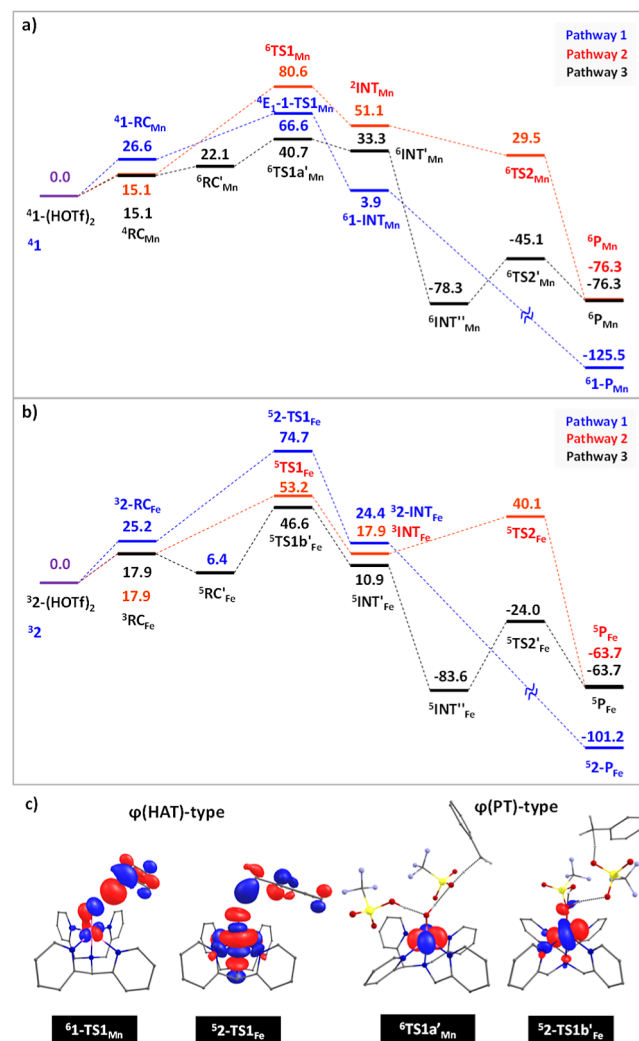 a)
Pathway 1
Pathway 2
Pathway 3
⁶TS1Mn
80.6
⁴E₁-1-TS1Mn
66.6
40.7
⁶TS1a'Mn
²INTMn
51.1
33.3
⁶INT'Mn
⁴1-RCMn
26.6
22.1
⁶RC'Mn
29.5
⁶TS2Mn
0.0
15.1
15.1
⁴RCMn
⁴1-(HOTf)₂
⁴1
3.9
⁶1-INTMn
-45.1
⁶TS2'Mn
⁶PMn
-76.3
-76.3
⁶PMn
-78.3
⁶INT''Mn
-125.5
⁶1-PMn
b)
Pathway 1
Pathway 2
Pathway 3
⁵2-TS1Fe
74.7
⁵TS1Fe
53.2
46.6
⁵TS1b'Fe
³2-RCFe
25.2
24.4 ³2-INTFe
17.9 ³INTFe
40.1
⁵TS2Fe
0.0
17.9
17.9
³RCFe
6.4
⁵RC'Fe
10.9
⁵INT'Fe
³2-(HOTf)₂
³2
-24.0
⁵TS2'Fe
⁵PFe
-63.7
-63.7
⁵PFe
-83.6
⁵INT''Fe
-101.2
⁵2-PFe
c)
φ(HAT)-type
φ(PT)-type
⁶1-TS1Mn
⁵2-TS1Fe
⁶TS1a'Mn
⁵2-TS1b'Fe